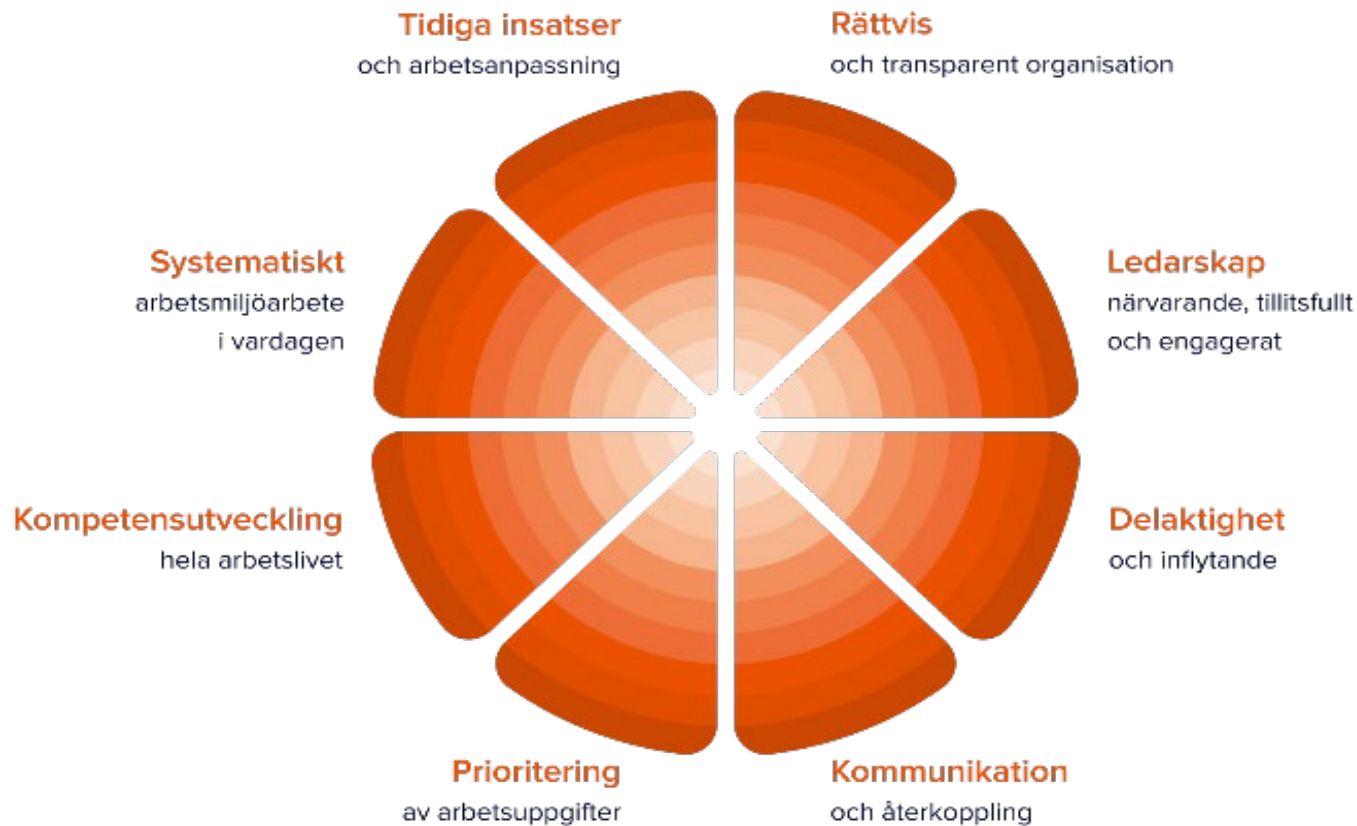 Tidiga insatser
och arbetsanpassning
Rättvis
och transparent organisation
Ledarskap
närvarande, tillitsfullt
och engagerat
Delaktighet
och inflytande
Kommunikation
och återkoppling
Prioritering
av arbetsuppgifter
Kompetensutveckling
hela arbetslivet
Systematiskt
arbetsmiljöarbete
i vardagen